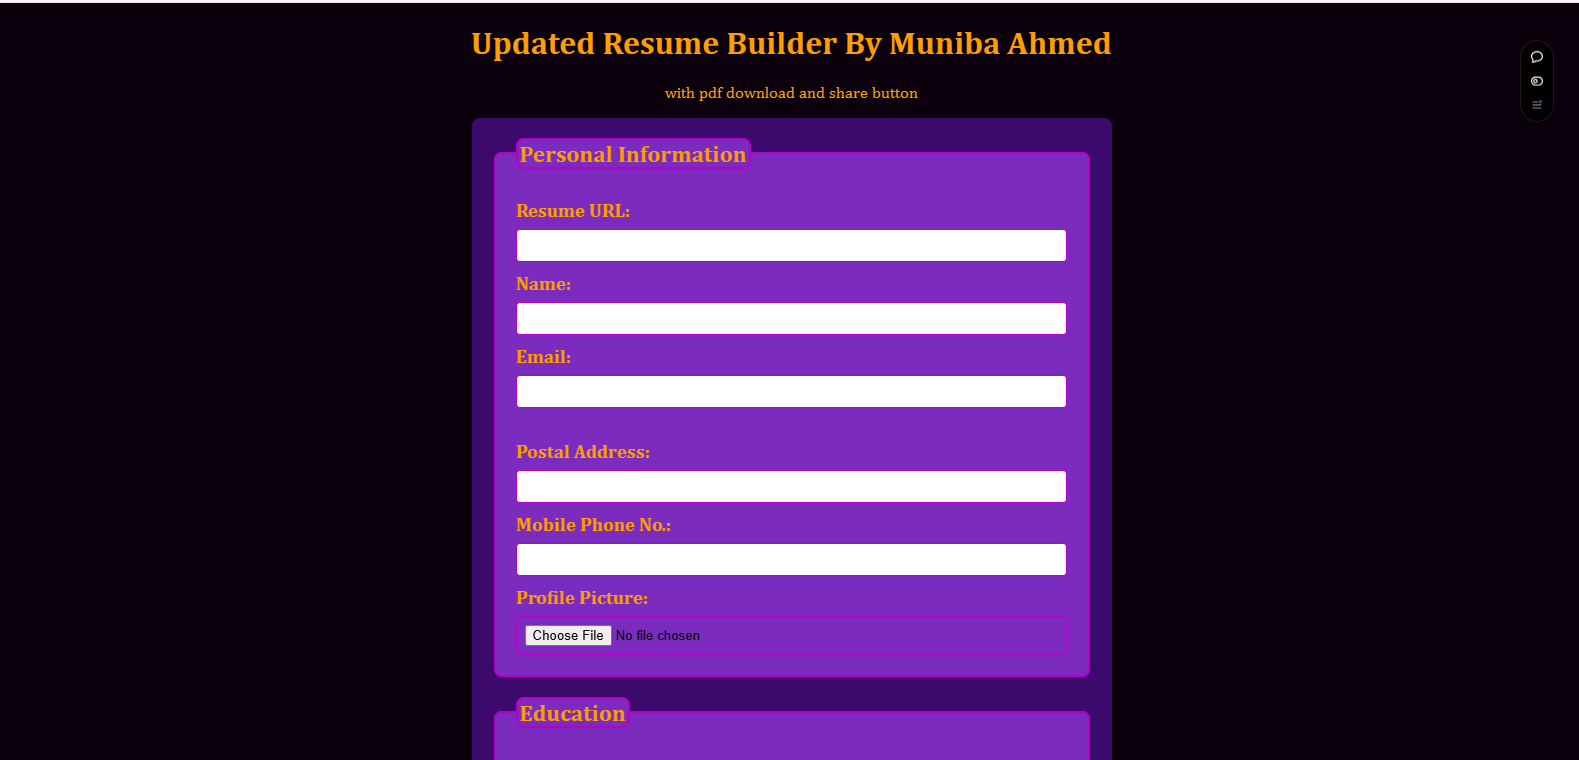 Updated Resume Builder By Muniba Ahmed
with pdf download and share button
Personal Information
Resume URL:
Name:
Email:
Postal Address:
Mobile Phone No.:
Profile Picture:
Choose File No file chosen
Education